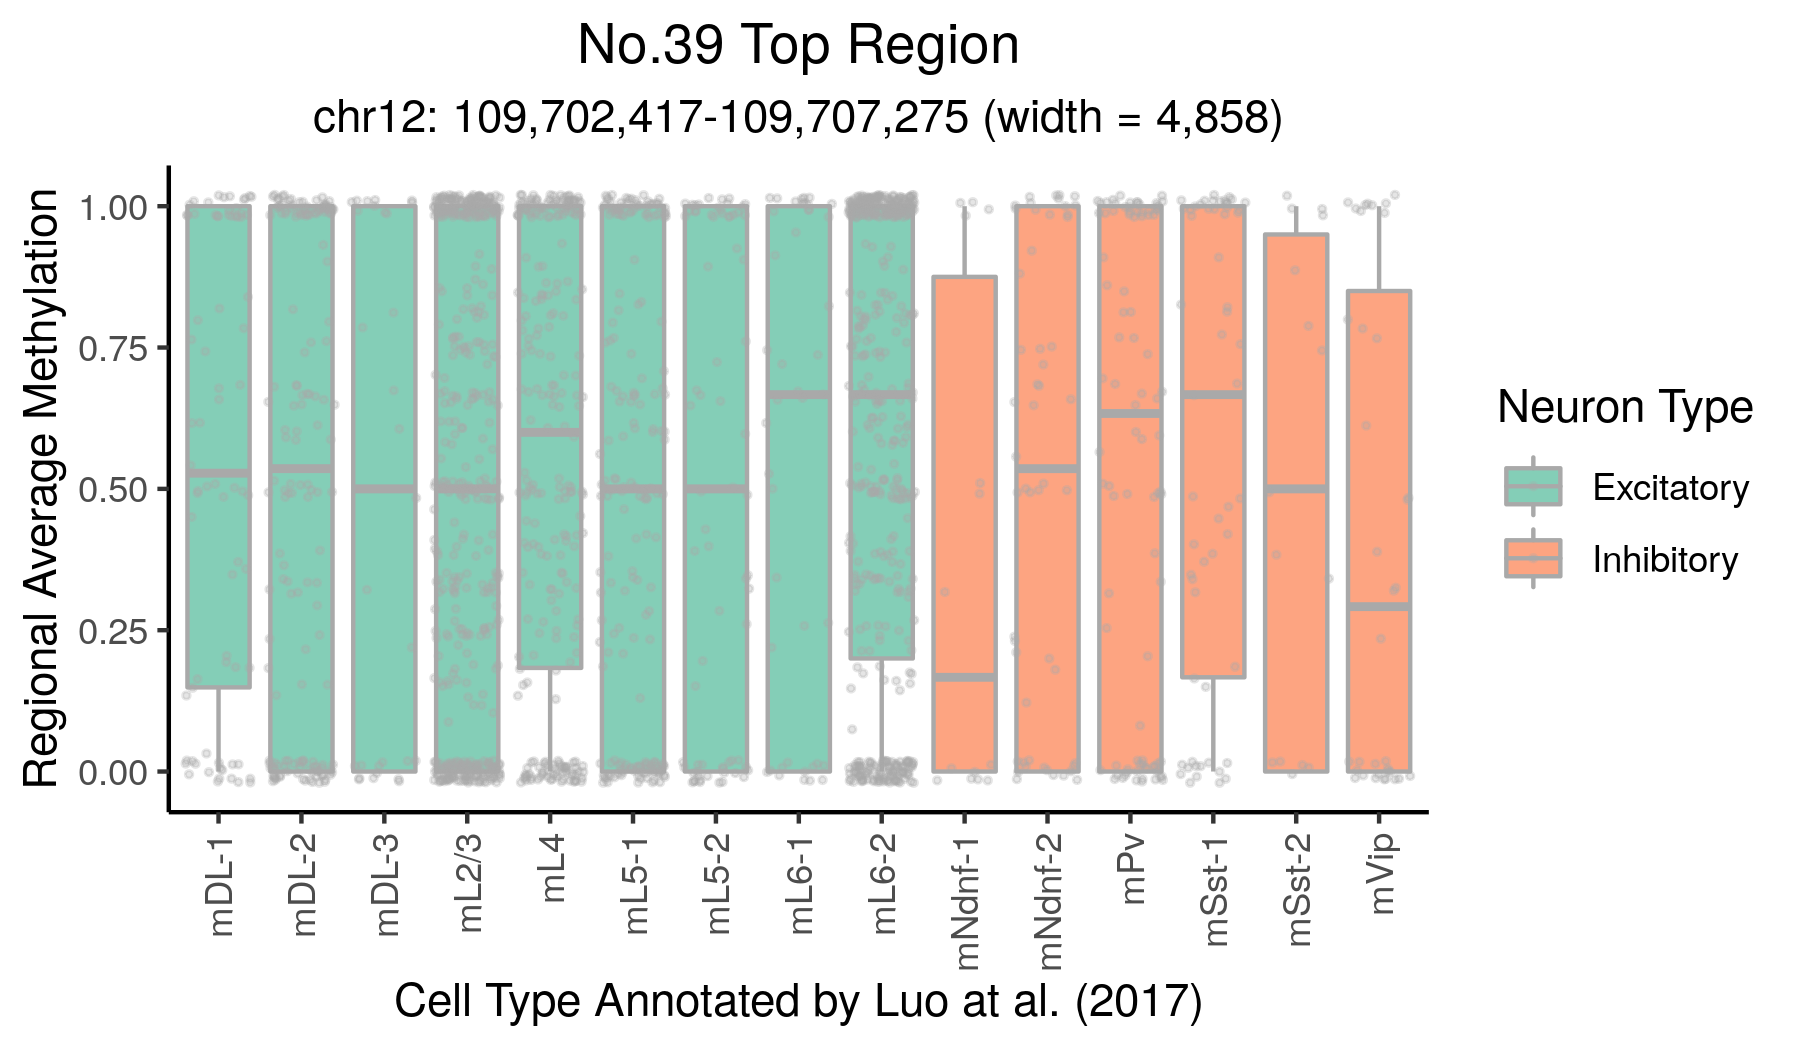 No.39 Top Region
chr12: 109,702,417-109,707,275 (width = 4,858)
Regional Average Methylation
1.00
0.75
0.50
0.25
0.00
mDL-1
mDL-2
mDL-3
mL2/3
mL4
mL5-1
mL5-2
mL6-1
mL6-2
mNdnf-1
mNdnf-2
mPv
mSst-1
mSst-2
mVip
Cell Type Annotated by Luo at al. (2017)
Neuron Type
Excitatory
Inhibitory